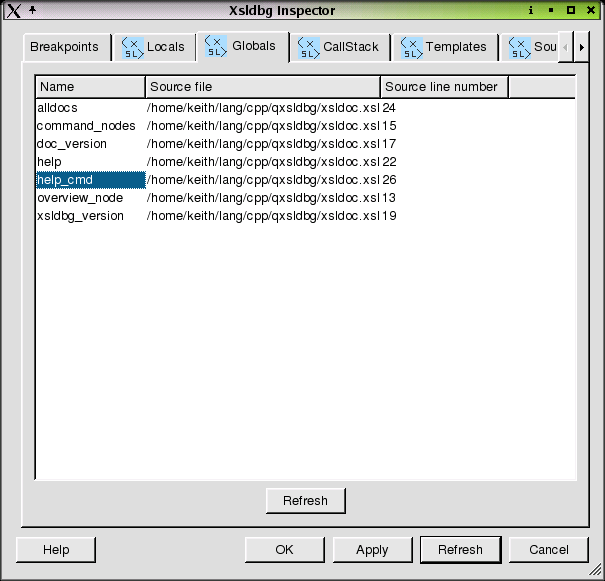 Xsldbg Inspector
Breakpoints Locals Globals CallStack Templates Sou
Name Source file Source line number
alldocs /home/keith/lang/cpp/qxsldbg/xsldoc.xsl 24
command_nodes /home/keith/lang/cpp/qxsldbg/xsldoc.xsl 15
doc_version /home/keith/lang/cpp/qxsldbg/xsldoc.xsl 17
help /home/keith/lang/cpp/qxsldbg/xsldoc.xsl 22
help_cmd /home/keith/lang/cpp/qxsldbg/xsldoc.xsl 26
overview_node /home/keith/lang/cpp/qxsldbg/xsldoc.xsl 13
xsldbg_version /home/keith/lang/cpp/qxsldbg/xsldoc.xsl 19
Refresh
Help OK Apply Refresh Cancel